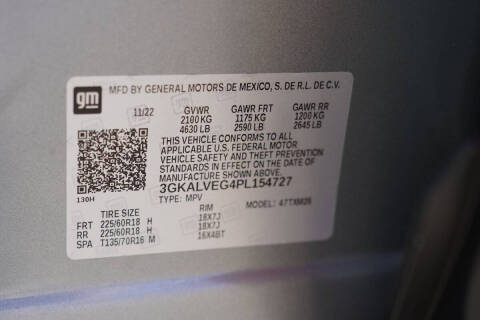 gm MFD BY GENERAL MOTORS DE MEXICO, S. DE R.L. DE C.V.
11/22 GVWR GAWR FRT GAWR RR
2100 KG 1175 KG 1200 KG
4630 LB 2590 LB 2645 LB
THIS VEHICLE CONFORMS TO ALL
APPLICABLE U.S. FEDERAL MOTOR
VEHICLE SAFETY AND THEFT PREVENTION
STANDARDS IN EFFECT ON THE DATE OF
MANUFACTURE SHOWN ABOVE.
3GKALVEG4PL154727
130H TYPE: MPV MODEL: 4TXM26
TIRE SIZE RIM
FRT 225/60R18 H 18X7J
RR 225/60R18 H 18X7J
SPA T135/70R16 M 16X4BT